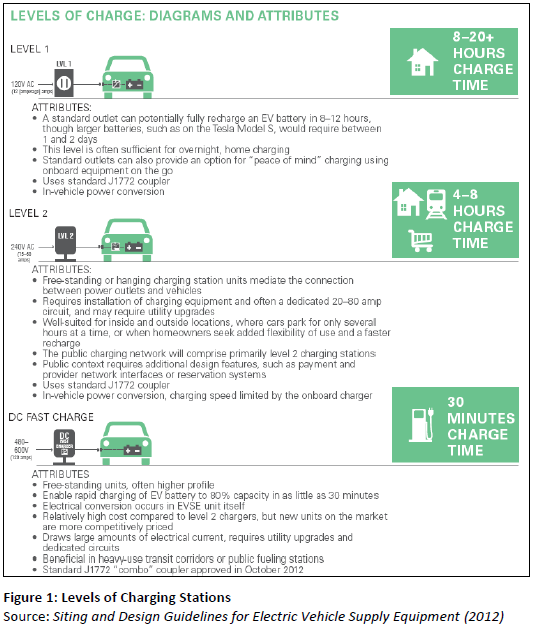 LEVELS OF CHARGE: DIAGRAMS AND ATTRIBUTES
LEVEL 1
LVL 1
120V AC
8–20+
HOURS
CHARGE
TIME
ATTRIBUTES:
• A standard outlet can potentially fully recharge an EV battery in 8–12 hours,
though larger batteries, such as on the Tesla Model S, would require between
1 and 2 days
• This level is often sufficient for overnight, home charging
• Standard outlets can also provide an option for “peace of mind” charging using
onboard equipment on the go
• Uses standard J1772 coupler
• In-vehicle power conversion
LEVEL 2
LVL 2
240V AC
4–8
HOURS
CHARGE
TIME
ATTRIBUTES:
• Free-standing or hanging charging station units mediate the connection
between power outlets and vehicles
• Requires installation of charging equipment and often a dedicated 20–80 amp
circuit, and may require utility upgrades
• Well-suited for inside and outside locations, where cars park for only several
hours at a time, or when homeowners seek added flexibility of use and a faster
recharge
• The public charging network will comprise primarily level 2 charging stations
• Public context requires additional design features, such as payment and
provider network interfaces or reservation systems
• Uses standard J1772 coupler
• In-vehicle power conversion, charging speed limited by the onboard charger
DC FAST CHARGE
DC
FAST
CHARGER
480–
600V
30
MINUTES
CHARGE
TIME
ATTRIBUTES
• Free-standing units, often higher profile
• Enable rapid charging of EV battery to 80% capacity in as little as 30 minutes
• Electrical conversion occurs in EVSE unit itself
• Relatively high cost compared to level 2 chargers, but new units on the market
are more competitively priced
• Draws large amounts of electrical current, requires utility upgrades and
dedicated circuits
• Beneficial in heavy-use transit corridors or public fueling stations
• Standard J1772 “combo” coupler approved in October 2012
Figure 1: Levels of Charging Stations
Source: Siting and Design Guidelines for Electric Vehicle Supply Equipment (2012)